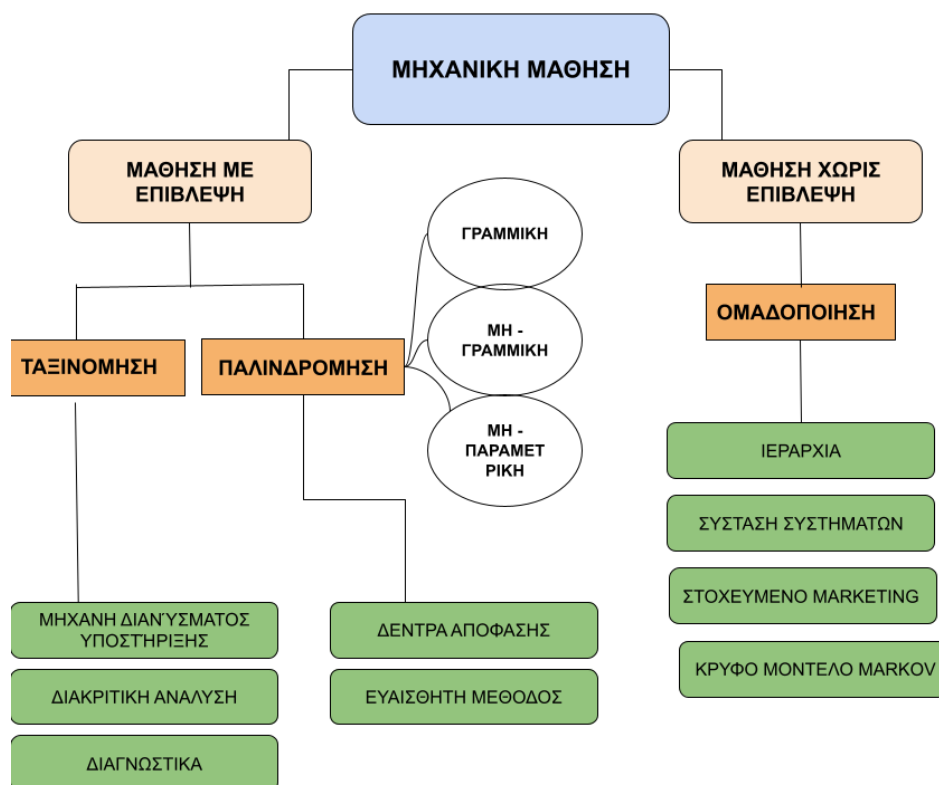 ΜΗΧΑΝΙΚΗ ΜΑΘΗΣΗ
ΜΑΘΗΣΗ ΜΕ
ΕΠΙΒΛΕΨΗ
ΜΑΘΗΣΗ ΧΩΡΙΣ
ΕΠΙΒΛΕΨΗ
ΓΡΑΜΜΙΚΗ
ΜΗ -
ΓΡΑΜΜΙΚΗ
ΜΗ -
ΠΑΡΑΜΕΤ
ΡΙΚΗ
ΤΑΞΙΝΟΜΗΣΗ
ΠΑΛΙΝΔΡΟΜΗΣΗ
ΟΜΑΔΟΠΟΙΗΣΗ
ΜΗΧΑΝΗ ΔΙΑΝΎΣΜΑΤΟΣ
ΥΠΟΣΤΉΡΙΞΗΣ
ΔΙΑΚΡΙΤΙΚΗ ΑΝΑΛΥΣΗ
ΔΙΑΓΝΩΣΤΙΚΑ
ΔΕΝΤΡΑ ΑΠΟΦΑΣΗΣ
ΕΥΑΙΣΘΗΤΗ ΜΕΘΟΔΟΣ
ΙΕΡΑΡΧΙΑ
ΣΥΣΤΑΣΗ ΣΥΣΤΗΜΑΤΩΝ
ΣΤΟΧΕΥΜΕΝΟ MARKETING
ΚΡΥΦΟ ΜΟΝΤΕΛΟ MARKOV